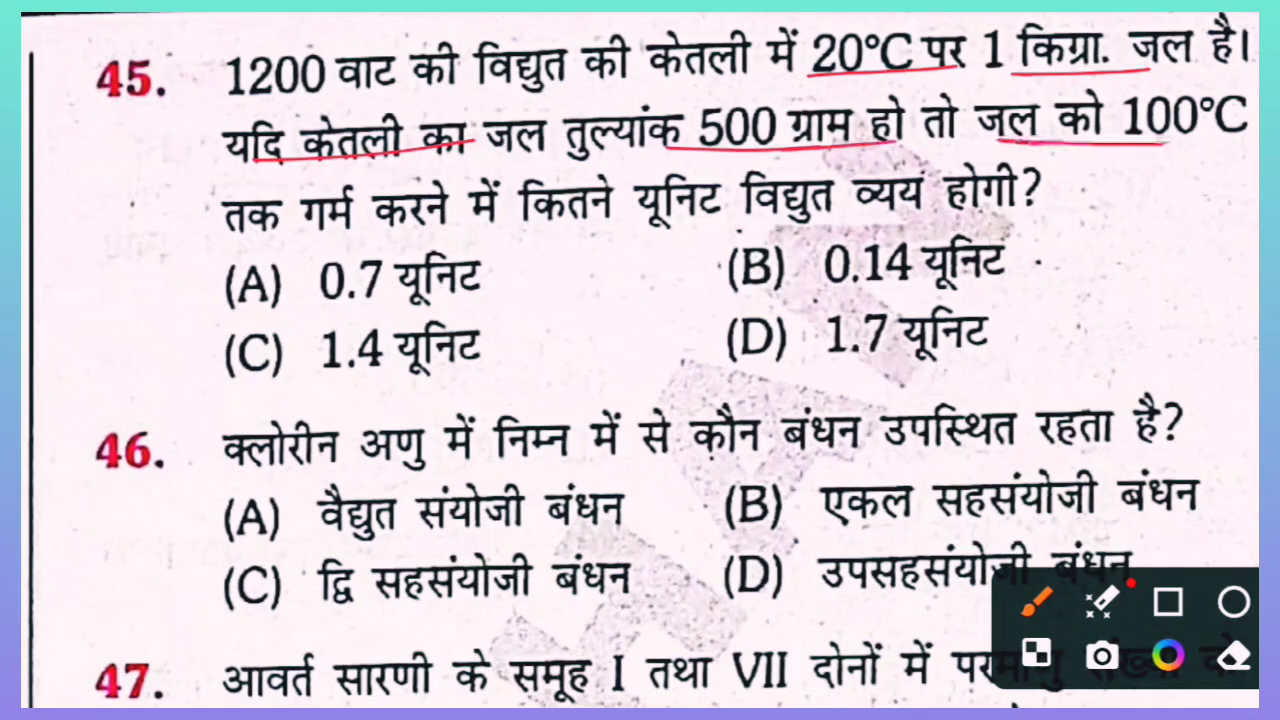 45. 1200 वाट की विद्युत की केतली में 20°C पर 1 किग्रा. जल है।
यदि केतली का जल तुल्यांक 500 ग्राम हो तो जल को 100°C
तक गर्म करने में कितने यूनिट विद्युत व्यय होगी?
(A) 0.7 यूनिट (B) 0.14 यूनिट
(C) 1.4 यूनिट (D) 1.7 यूनिट
46. क्लोरीन अणु में निम्न में से कौन बंधन उपस्थित रहता है?
(A) वैद्युत संयोजी बंधन (B) एकल सहसंयोजी बंधन
(C) द्वि सहसंयोजी बंधन (D) उपसहसंयोजी बंधन
47. आवर्त सारणी के समूह I तथा VII दोनों में